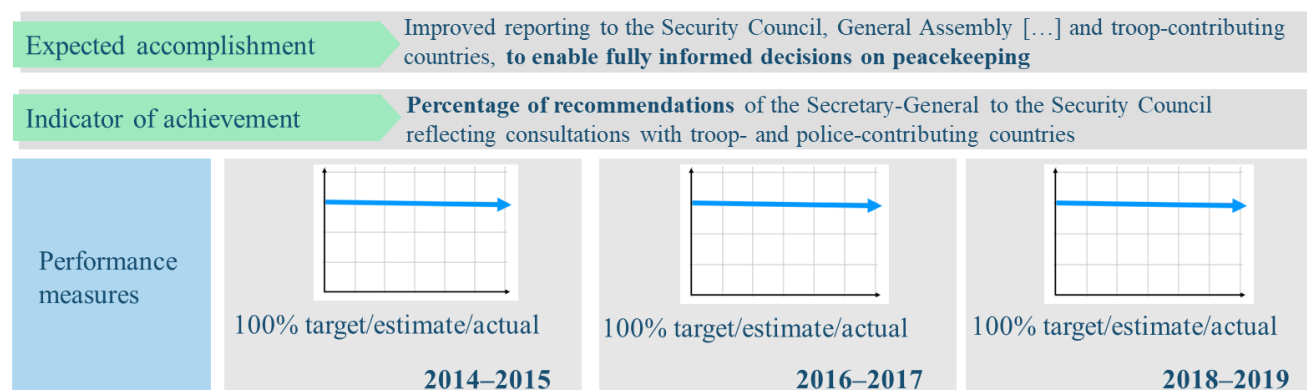 Expected accomplishment
Improved reporting to the Security Council, General Assembly […] and troop-contributing
countries, to enable fully informed decisions on peacekeeping
Indicator of achievement
Percentage of recommendations of the Secretary-General to the Security Council
reflecting consultations with troop- and police-contributing countries
Performance
measures
100% target/estimate/actual
2014–2015
100% target/estimate/actual
2016–2017
100% target/estimate/actual
2018–2019